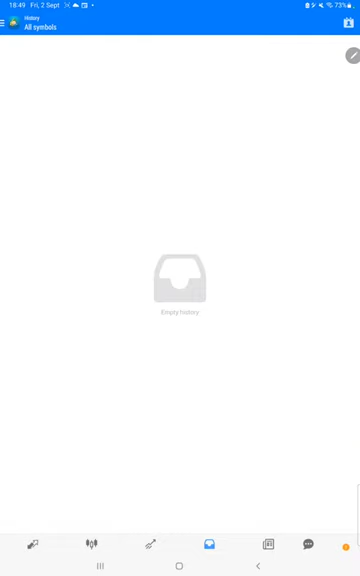 18:49 Fri, 2 Sept
73%
History
All symbols
Empty history